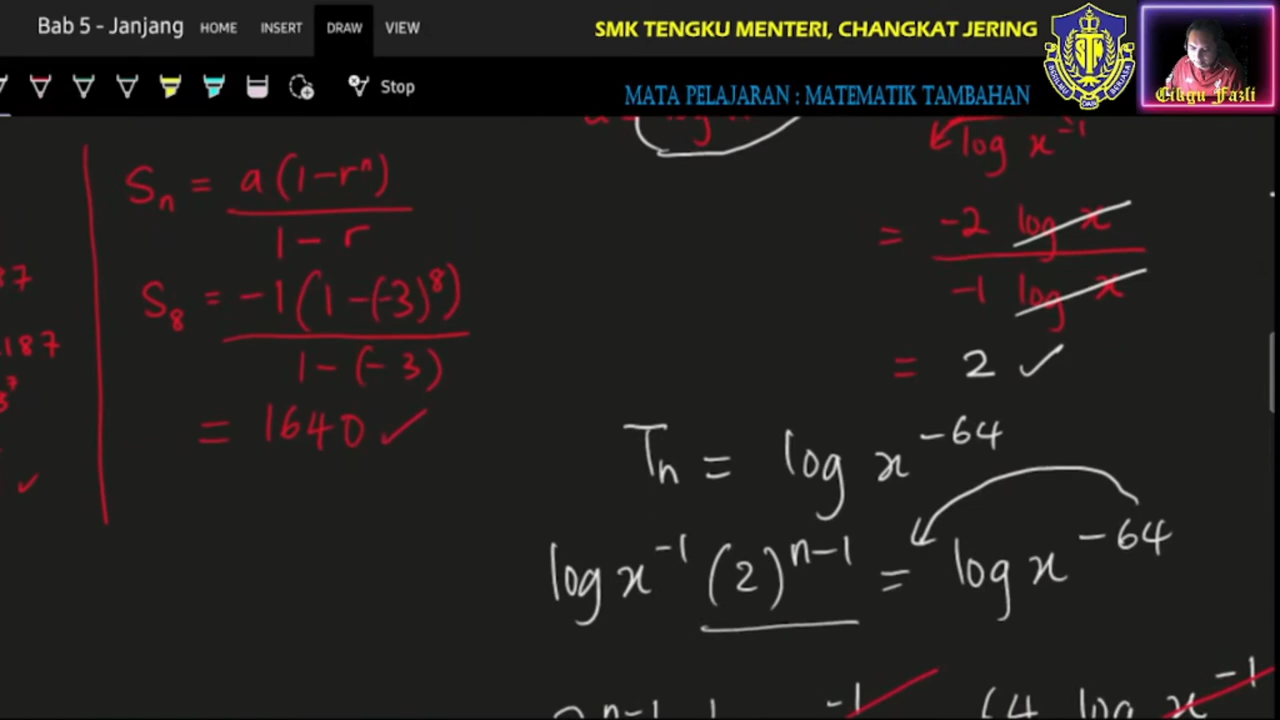 Bab 5 - Janjang HOME INSERT DRAW VIEW
SMK TENGKU MENTERI, CHANGKAT JERING
Stop
MATA PELAJARAN : MATEMATIK TAMBAHAN
Cikgu Fazli
Sₙ = a(1-rⁿ)
1 - r
S₈ = -1(1-(-3)⁸)
1 - (-3)
= 1640 ✓
log x⁻¹
= -2 log x
-1 log x
= 2 ✓
Tₙ = log x⁻⁶⁴
log x⁻¹ (2)ⁿ⁻¹ = log x⁻⁶⁴